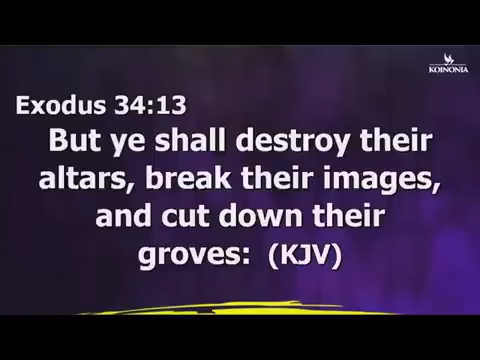 KOINONIA
Exodus 34:13
But ye shall destroy their
altars, break their images,
and cut down their
groves: (KJV)